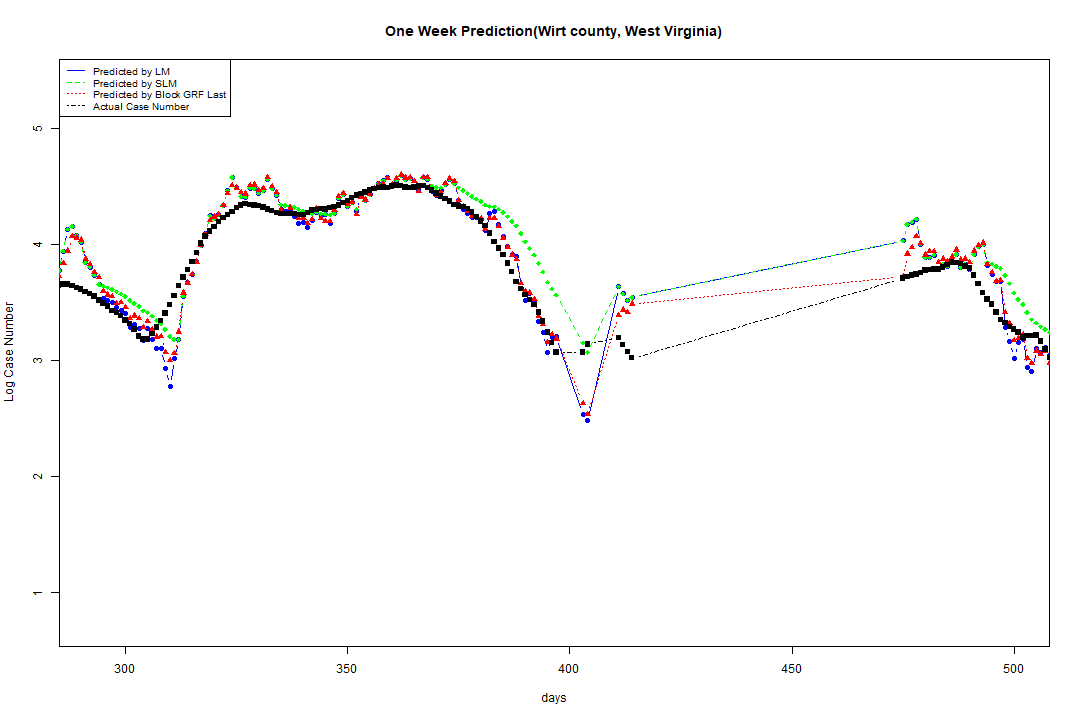 One Week Prediction(Wirt county, West Virginia)
Predicted by LM
Predicted by SLM
Predicted by Block GRF Last
Actual Case Number
5
4
3
2
1
Log Case Number
300 350 400 450 500
days